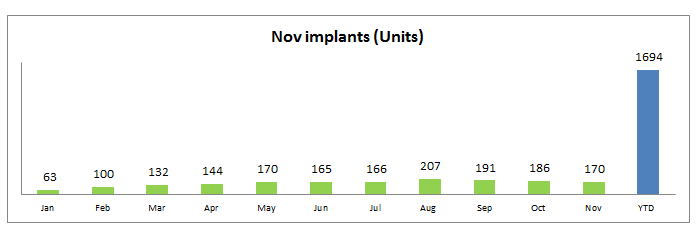 Nov implants (Units)
1694
63 100 132 144 170 165 166 207 191 186 170
Jan Feb Mar Apr May Jun Jul Aug Sep Oct Nov YTD